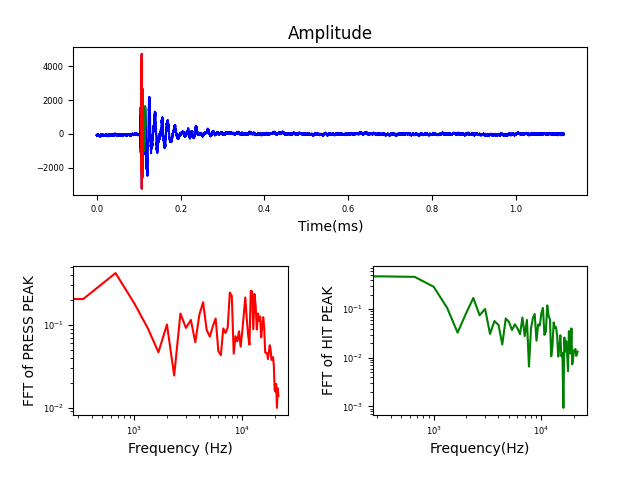 Amplitude
4000
2000
0
−2000
0.0 0.2 0.4 0.6 0.8 1.0
Time(ms)
FFT of PRESS PEAK
10⁻¹
10⁻²
10³ 10⁴
Frequency (Hz)
FFT of HIT PEAK
10⁻¹
10⁻²
10⁻³
10³ 10⁴
Frequency(Hz)